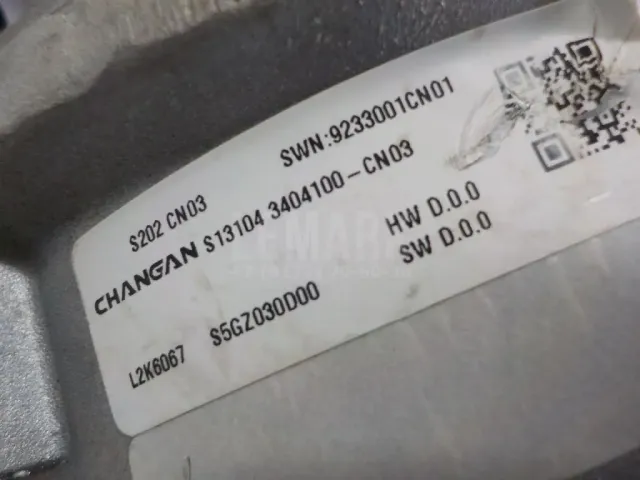 S202 CN03
SWN:9233001CN01
CHANGAN S13104 3404100-CN03
HW D.0.0
SW D.0.0
L2K6067
S5GZ030D00